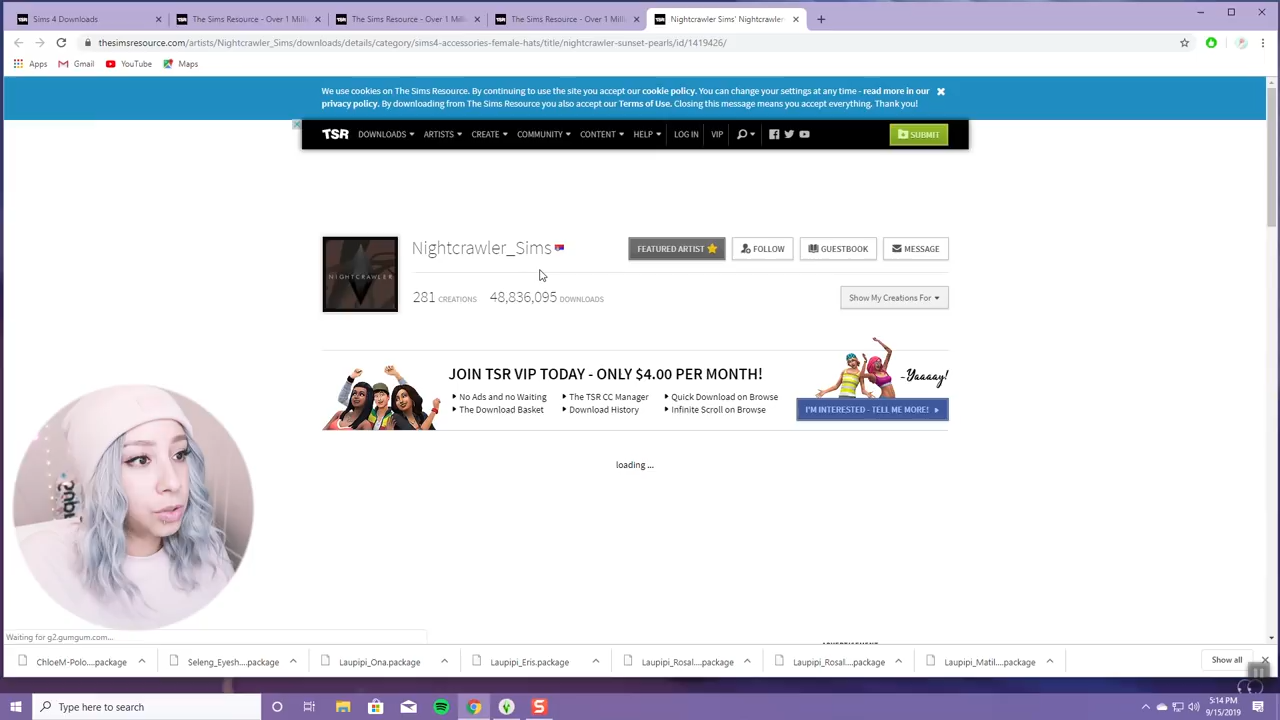 Sims 4 Downloads
The Sims Resource - Over 1 Milli
The Sims Resource - Over 1 Milli
The Sims Resource - Over 1 Milli
Nightcrawler Sims' Nightcrawler
thesimsresource.com/artists/Nightcrawler_Sims/downloads/details/category/sims4-accessories-female-hats/title/nightcrawler-sunset-pearls/id/1419426/
Apps Gmail YouTube Maps
We use cookies on The Sims Resource. By continuing to use the site you accept our cookie policy. You can change your settings at any time - read more in our
privacy policy. By downloading from The Sims Resource you also accept our Terms of Use. Closing this message means you accept everything. Thank you!
TSR DOWNLOADS ARTISTS CREATE COMMUNITY CONTENT HELP LOG IN VIP SUBMIT
Nightcrawler_Sims FEATURED ARTIST FOLLOW GUESTBOOK MESSAGE
NIGHTCRAWLER
281 CREATIONS 48,836,095 DOWNLOADS Show My Creations For
JOIN TSR VIP TODAY - ONLY $4.00 PER MONTH! -Yaaaay!
No Ads and no Waiting The TSR CC Manager Quick Download on Browse
The Download Basket Download History Infinite Scroll on Browse I'M INTERESTED - TELL ME MORE!
loading ...
Waiting for g2.gumgum.com...
ChloeM-Polo....package Seleng_Eyesh....package Laupipi_Ona.package Laupipi_Eris.package Laupipi_Rosal....package Laupipi_Rosal....package Laupipi_Matil....package Show all
Type here to search
5:14 PM
9/15/2019